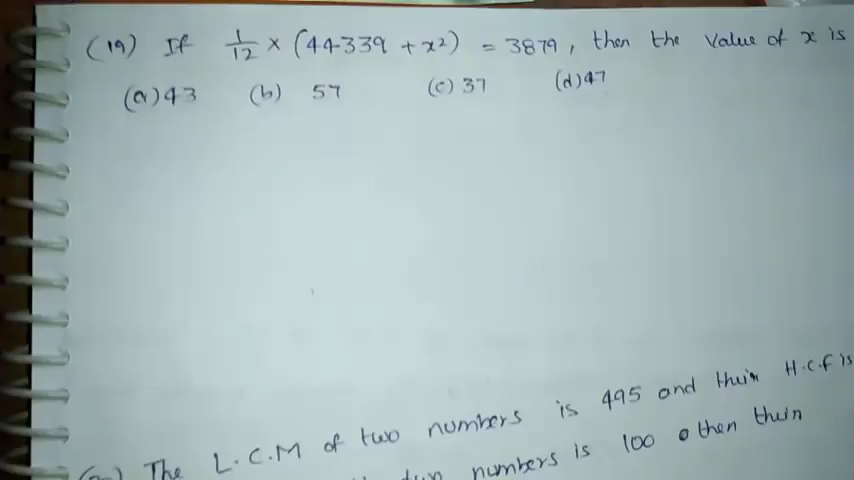 (19) If 1/12 × (44339 + x²) = 3879, then the value of x is
(a) 43 (b) 57 (c) 37 (d) 47
The L.C.M of two numbers is 495 and their H.C.F is
two numbers is 100 then their